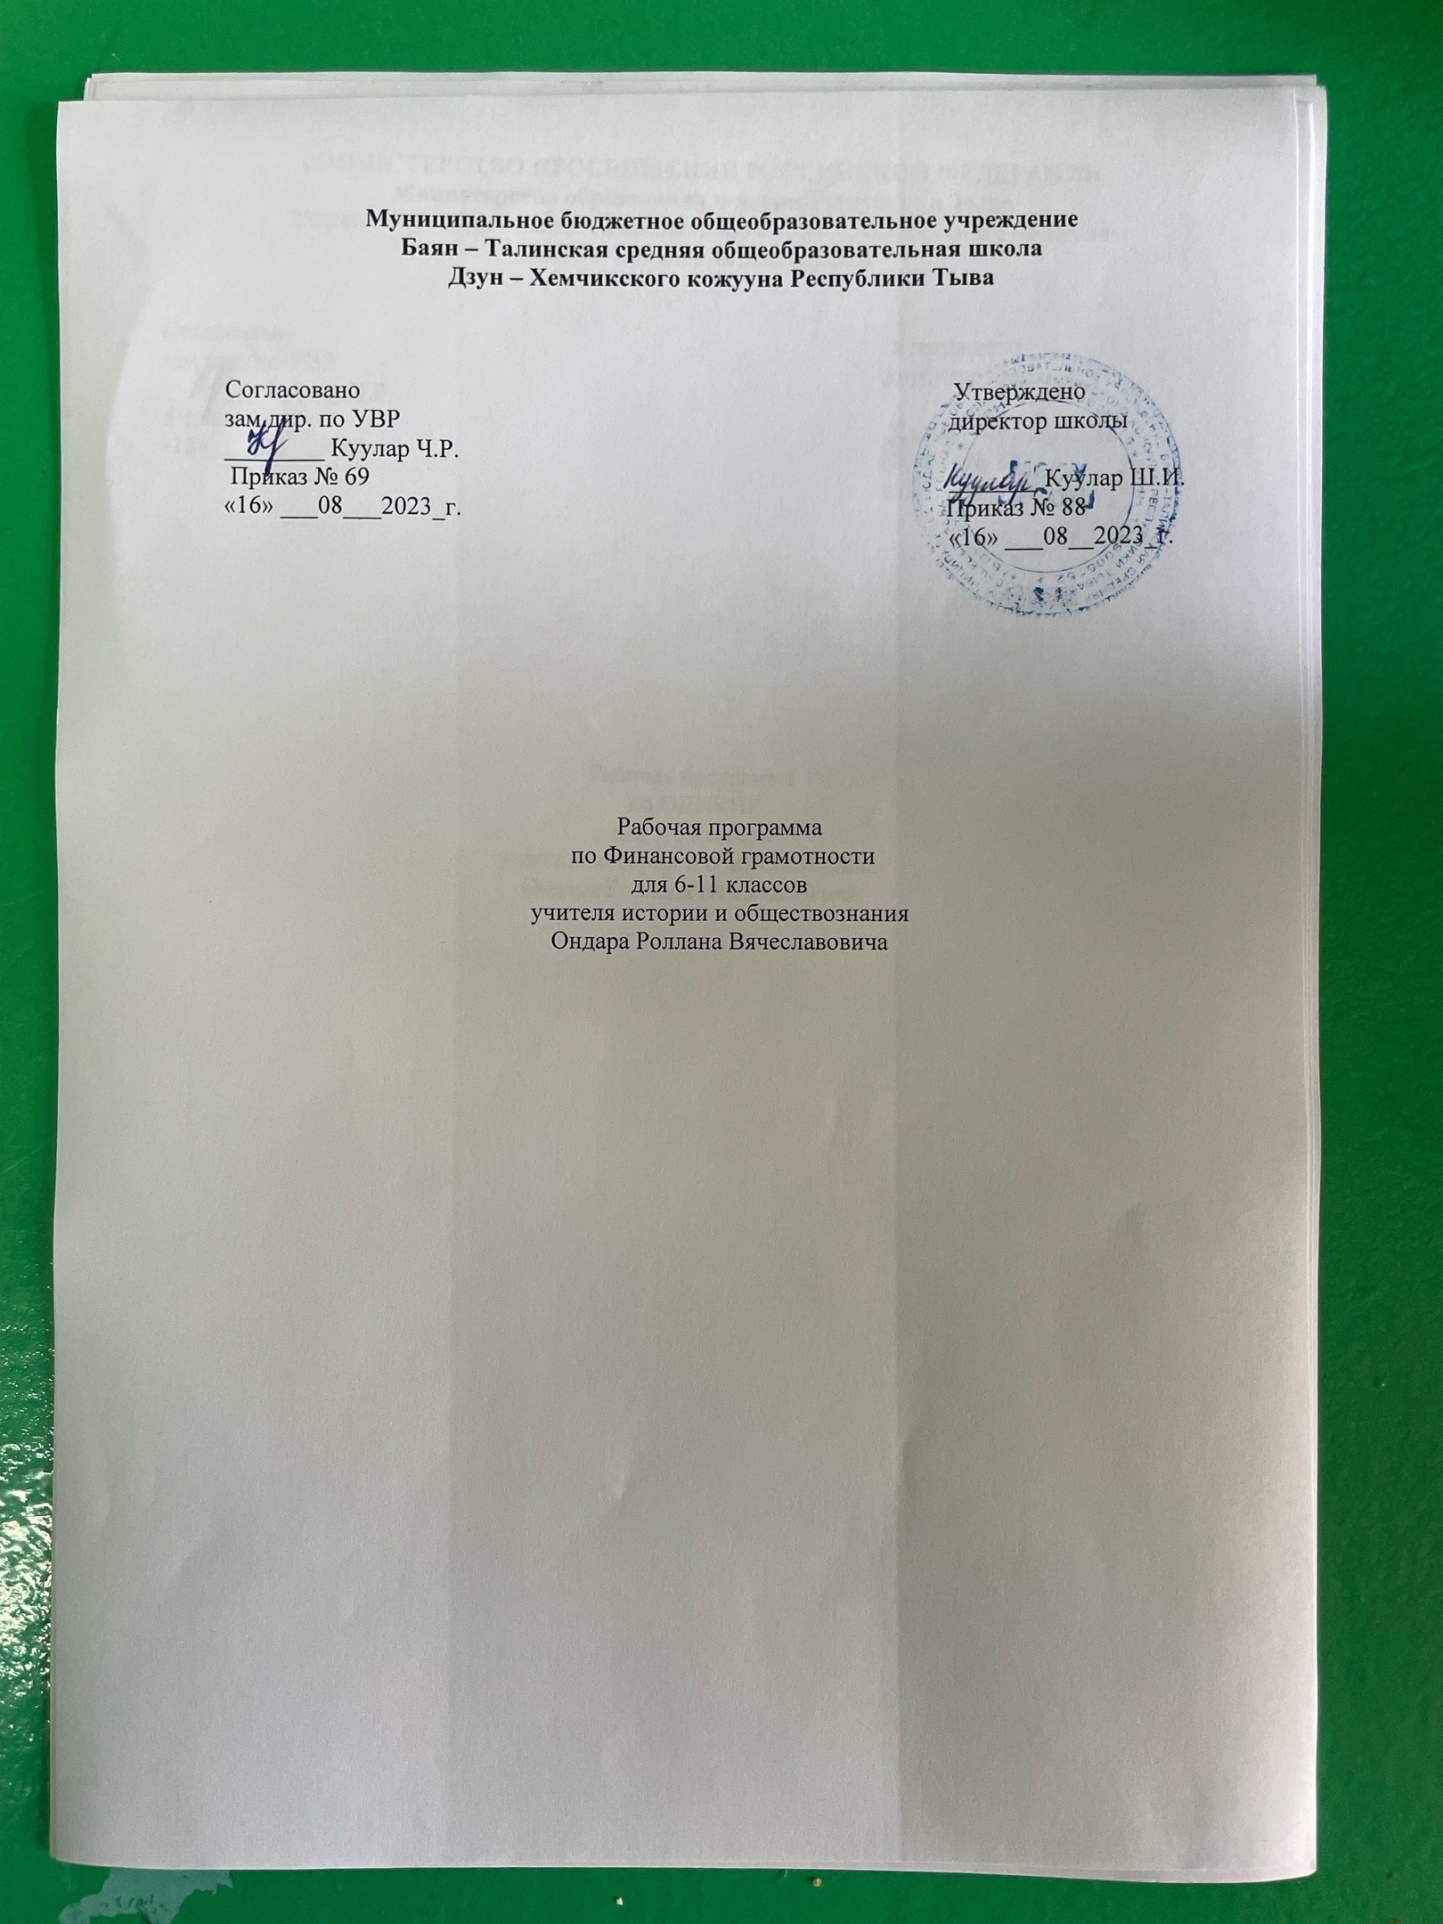 Муниципальное бюджетное общеобразовательное учреждение
Баян – Талинская средняя общеобразовательная школа
Дзун – Хемчикского кожууна Республики Тыва
Согласовано
зам.дир. по УВР
________ Куулар Ч.Р.
Приказ № 69
«16» ___08___2023_г.
Утверждено
директор школы
Куулар Куулар Ш.И.
Приказ № 88
«16» ___08__2023_г.
Рабочая программа
по Финансовой грамотности
для 6-11 классов
учителя истории и обществознания
Ондара Роллана Вячеславовича